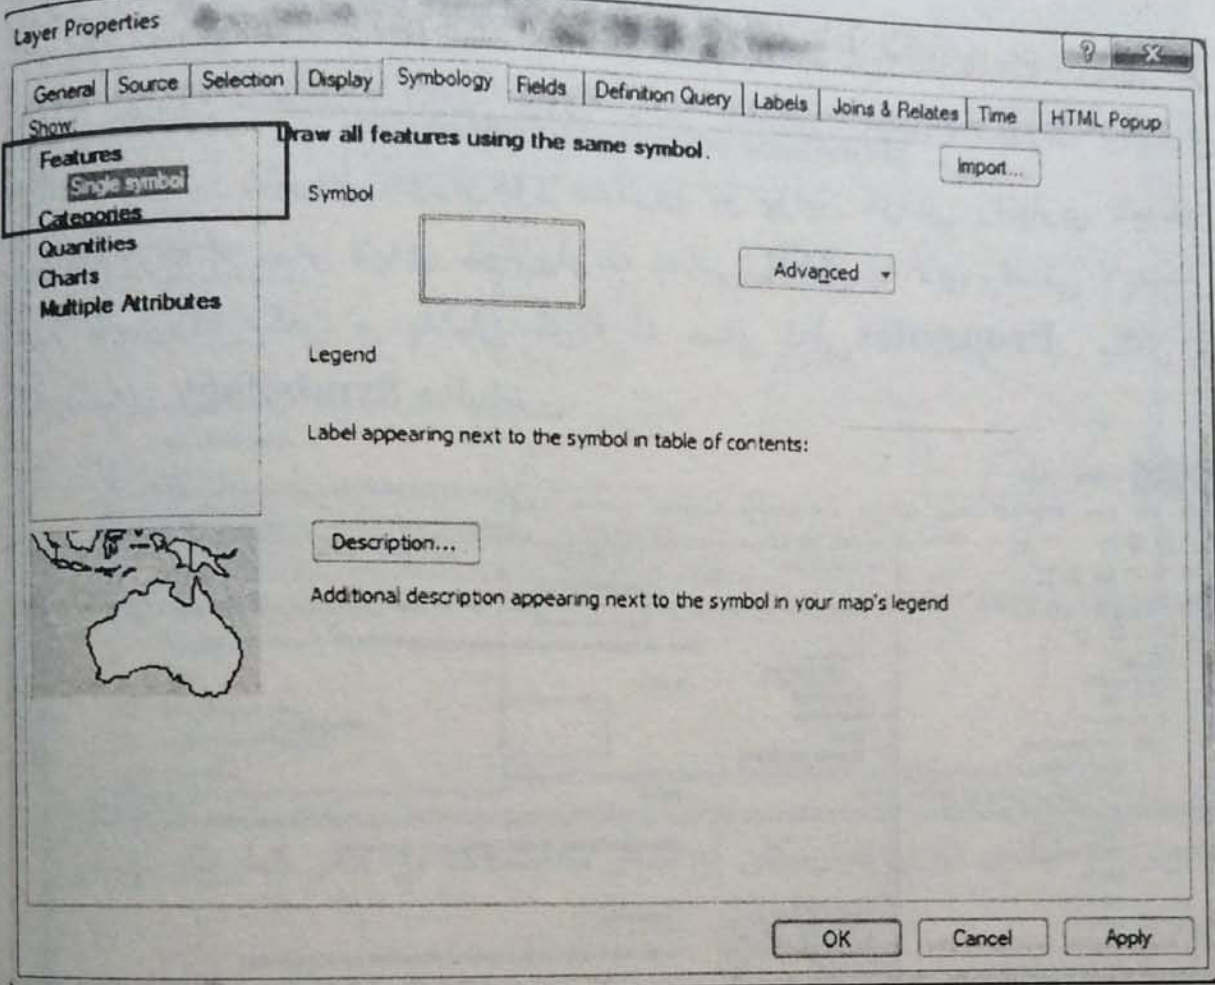 Layer Properties
General Source Selection Display Symbology Fields Definition Query Labels Joins & Relates Time HTML Popup
Show:
Draw all features using the same symbol.
Import...
Features
Single symbol
Categories
Quantities
Charts
Multiple Attributes
Symbol
Advanced
Legend
Label appearing next to the symbol in table of contents:
Description...
Additional description appearing next to the symbol in your map's legend
OK Cancel Apply